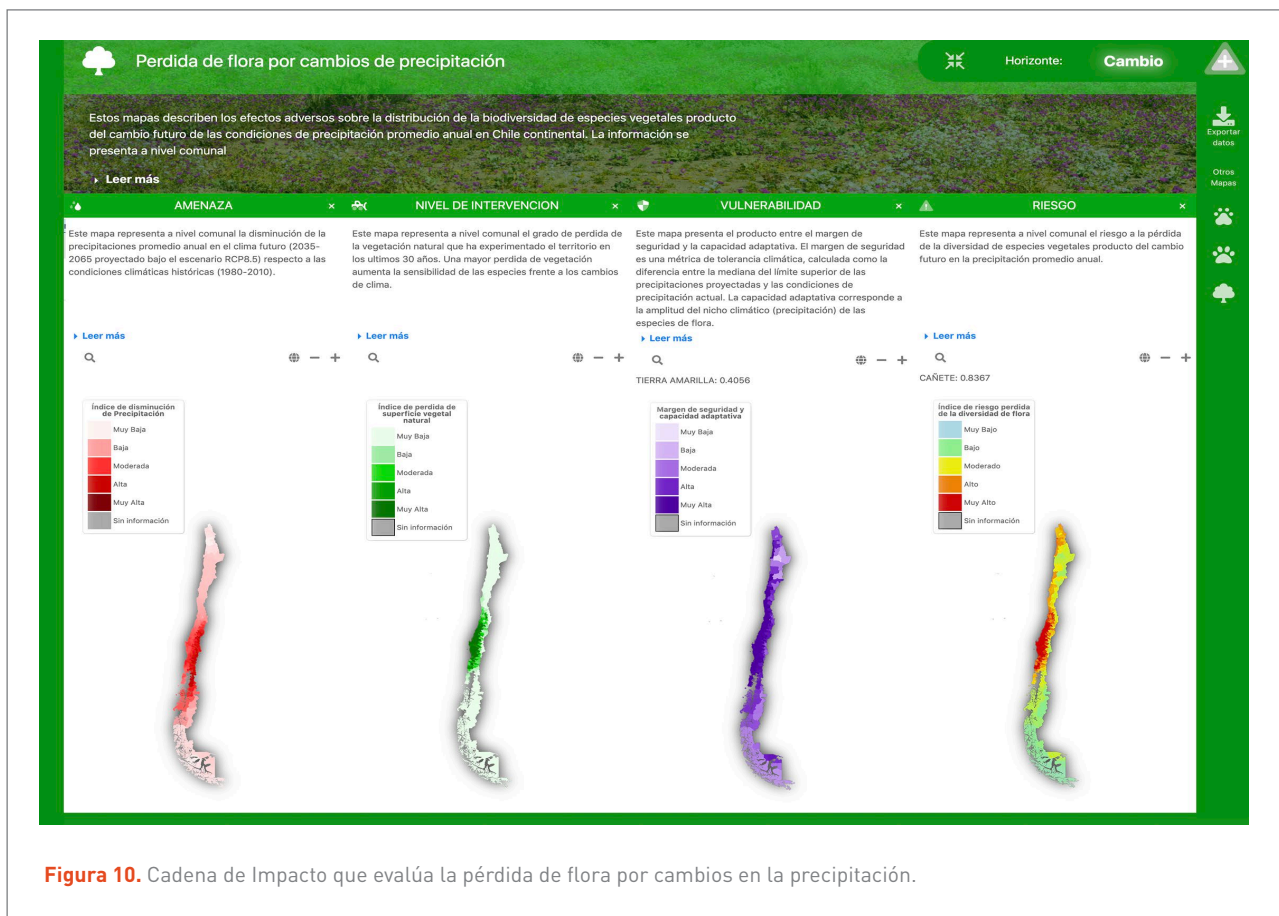 Perdida de flora por cambios de precipitación
Horizonte:
Cambio
Estos mapas describen los efectos adversos sobre la distribución de la biodiversidad de especies vegetales producto
del cambio futuro de las condiciones de precipitación promedio anual en Chile continental. La información se
presenta a nivel comunal
Leer más
Exportar
datos
Otros
Mapas
AMENAZA ×
Este mapa representa a nivel comunal la disminución de la
precipitaciones promedio anual en el clima futuro (2035-
2065 proyectado bajo el escenario RCP8.5) respecto a las
condiciones climáticas históricas (1980-2010).
Leer más
Índice de disminución
de Precipitación
Muy Baja
Baja
Moderada
Alta
Muy Alta
Sin información
NIVEL DE INTERVENCION ×
Este mapa representa a nivel comunal el grado de perdida de
la vegetación natural que ha experimentado el territorio en
los ultimos 30 años. Una mayor perdida de vegetación
aumenta la sensibilidad de las especies frente a los cambios
de clima.
Leer más
Índice de perdida de
superficie vegetal
natural
Muy Baja
Baja
Moderada
Alta
Muy Alta
Sin información
VULNERABILIDAD ×
Este mapa presenta el producto entre el margen de
seguridad y la capacidad adaptativa. El margen de seguridad
es una métrica de tolerancia climática, calculada como la
diferencia entre la mediana del límite superior de las
precipitaciones proyectadas y las condiciones de
precipitación actual. La capacidad adaptativa corresponde a
la amplitud del nicho climático (precipitación) de las
especies de flora.
Leer más
TIERRA AMARILLA: 0.4056
Margen de seguridad y
capacidad adaptativa
Muy Baja
Baja
Moderada
Alta
Muy Alta
Sin información
RIESGO ×
Este mapa representa a nivel comunal el riesgo a la pérdida
de la diversidad de especies vegetales producto del cambio
futuro en la precipitación promedio anual.
Leer más
CAÑETE: 0.8367
Índice de riesgo perdida
de la diversidad de flora
Muy Bajo
Bajo
Moderado
Alto
Muy Alto
Sin información
Figura 10. Cadena de Impacto que evalúa la pérdida de flora por cambios en la precipitación.